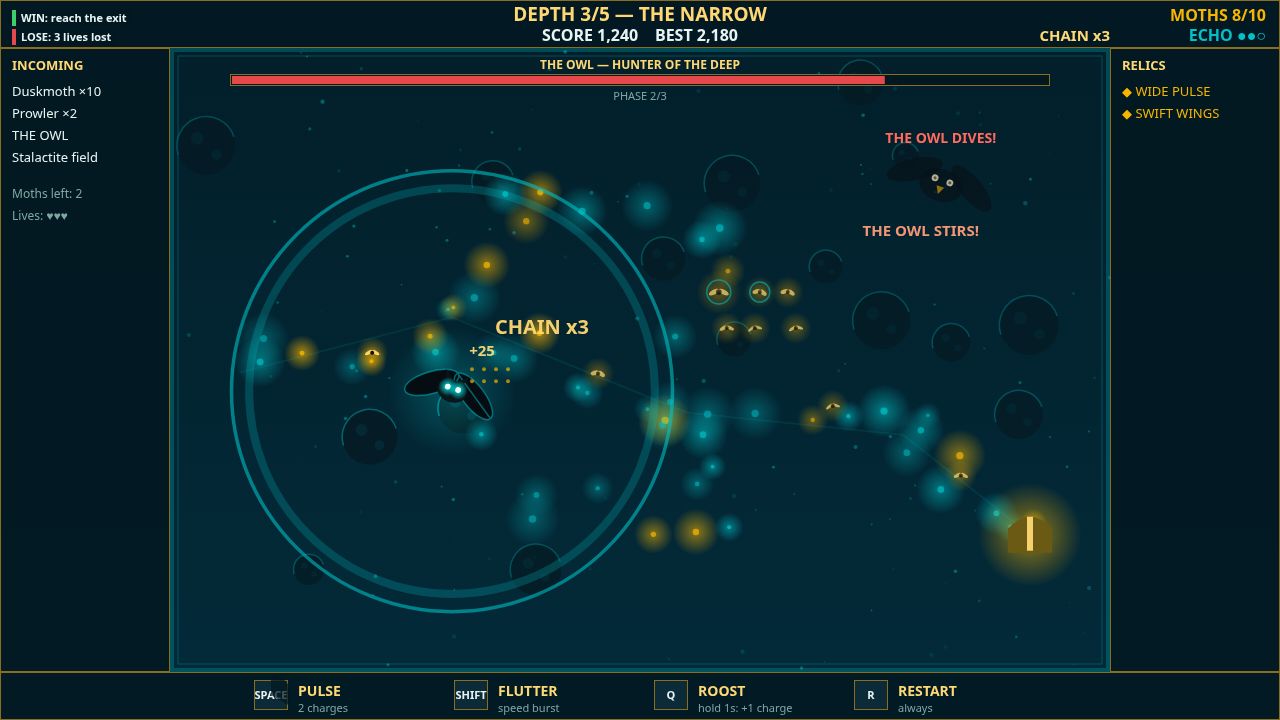 WIN: reach the exit
LOSE: 3 lives lost
DEPTH 3/5 — THE NARROW
SCORE 1,240 BEST 2,180
CHAIN x3
MOTHS 8/10
ECHO ●●○
INCOMING
Duskmoth ×10
Prowler ×2
THE OWL
Stalactite field
Moths left: 2
Lives: ♥♥♥
THE OWL — HUNTER OF THE DEEP
PHASE 2/3
THE OWL DIVES!
THE OWL STIRS!
CHAIN x3
+25
RELICS
◆ WIDE PULSE
◆ SWIFT WINGS
SPACE PULSE
2 charges
SHIFT FLUTTER
speed burst
Q ROOST
hold 1s: +1 charge
R RESTART
always